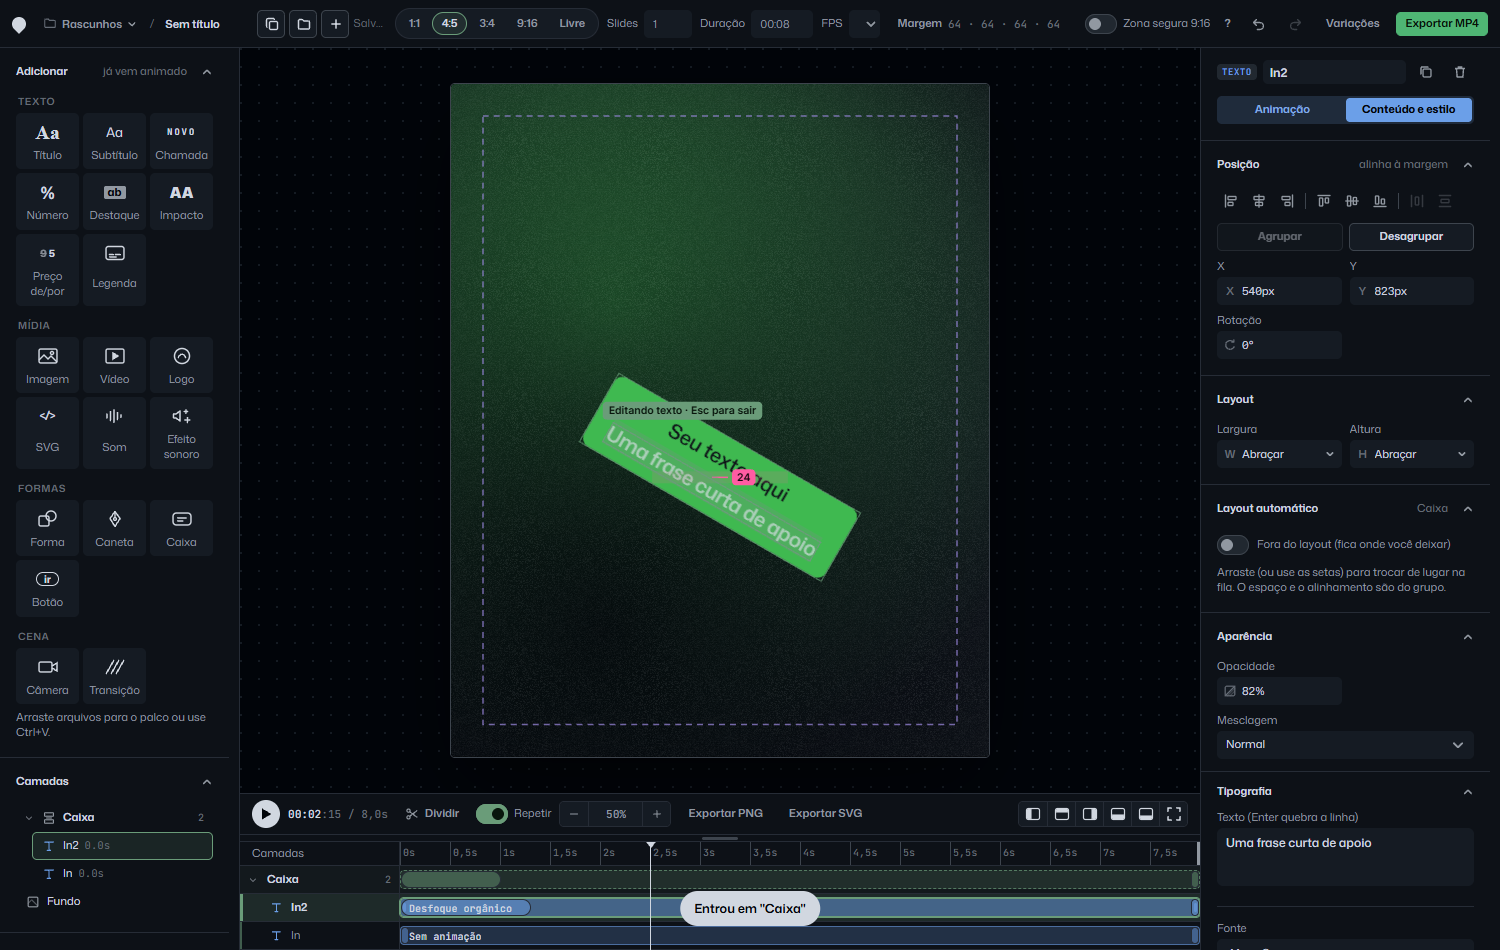 Rascunhos / Sem título
Salv...
1:1 4:5 3:4 9:16 Livre
Slides 1
Duração 00:08
FPS
Margem 64 · 64 · 64 · 64
Zona segura 9:16 ?
Variações
Exportar MP4
Adicionar já vem animado
TEXTO
Aa Aa NOVO
Título Subtítulo Chamada
% ab AA
Número Destaque Impacto
9 5
Preço de/por Legenda
MÍDIA
Imagem Vídeo Logo
</>
SVG Som Efeito sonoro
FORMAS
Forma Caneta Caixa
ir
Botão
CENA
Câmera Transição
Arraste arquivos para o palco ou use
Ctrl+V.
Camadas
Caixa 2
In2 0.0s
In 0.0s
Fundo
Editando texto · Esc para sair
Seu texto aqui
24
Uma frase curta de apoio
00:02:15 / 8,0s
Dividir
Repetir
− 50% +
Exportar PNG
Exportar SVG
Camadas
0s 0,5s 1s 1,5s 2s 2,5s 3s 3,5s 4s 4,5s 5s 5,5s 6s 6,5s 7s 7,5s
Caixa 2
In2
Desfoque orgânico
Entrou em "Caixa"
In
Sem animação
TEXTO In2
Animação Conteúdo e estilo
Posição alinha à margem
Agrupar Desagrupar
X Y
X 540px Y 823px
Rotação
0°
Layout
Largura Altura
W Abraçar H Abraçar
Layout automático Caixa
Fora do layout (fica onde você deixar)
Arraste (ou use as setas) para trocar de lugar na
fila. O espaço e o alinhamento são do grupo.
Aparência
Opacidade
82%
Mesclagem
Normal
Tipografia
Texto (Enter quebra a linha)
Uma frase curta de apoio
Fonte